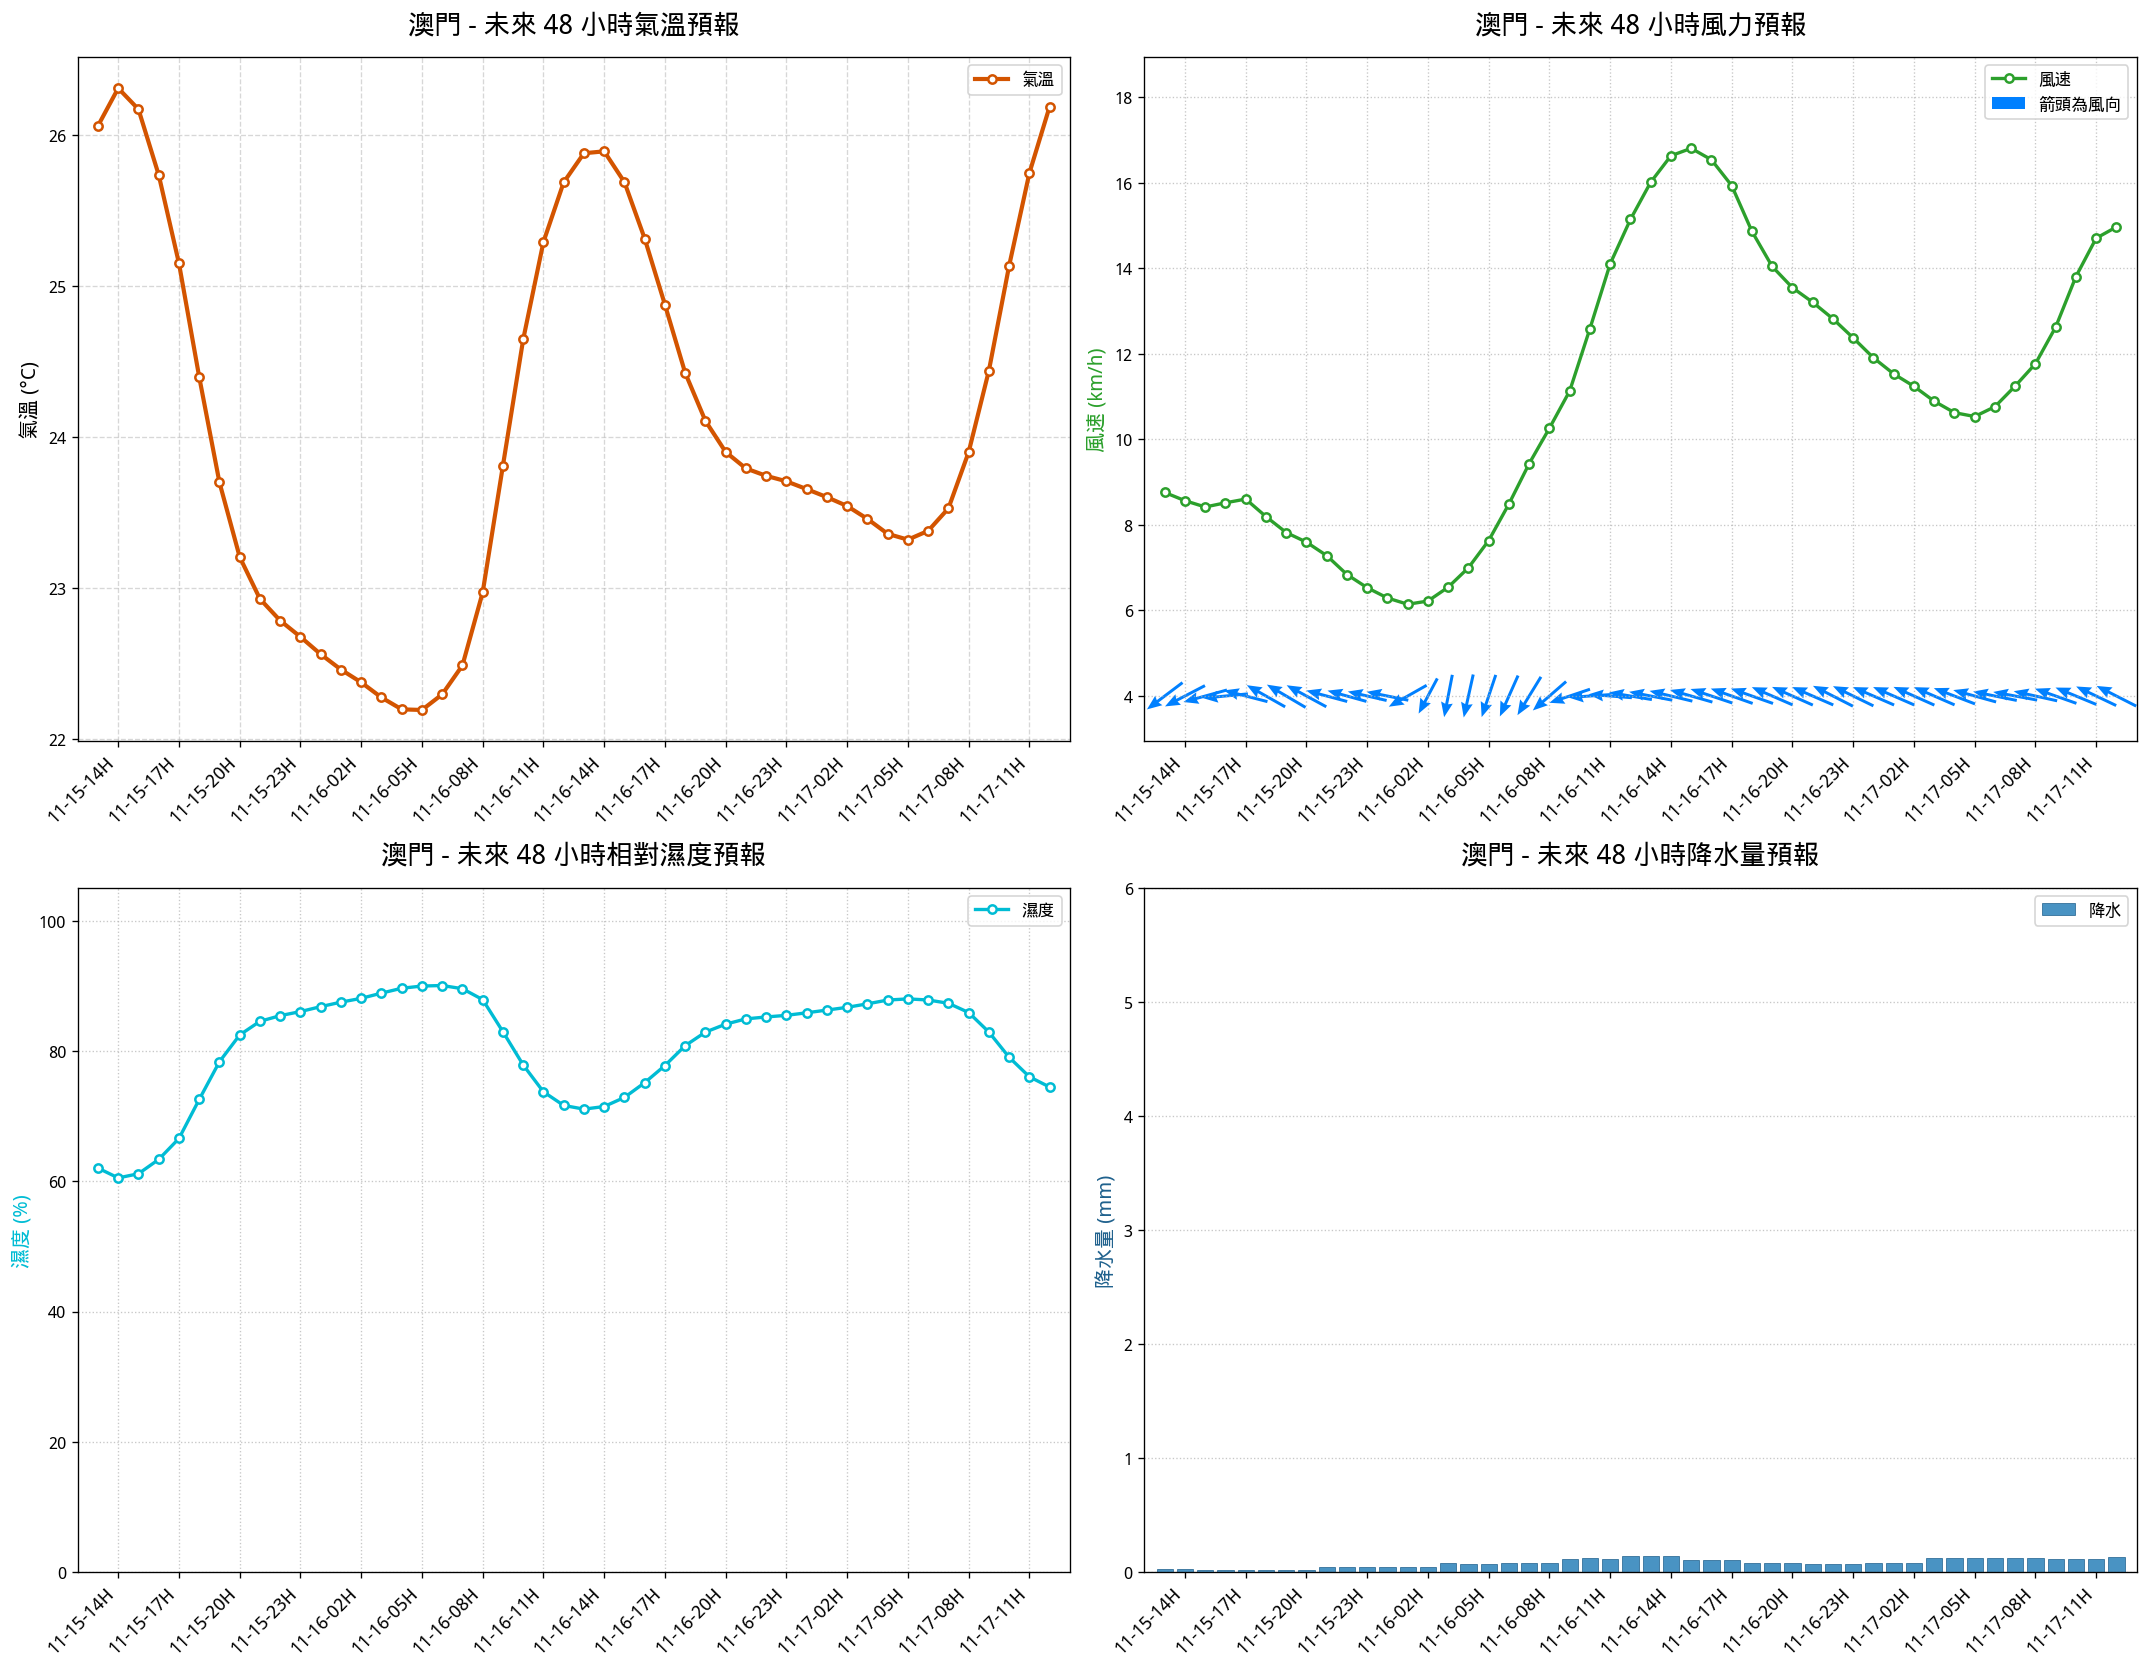 澳門 - 未來 48 小時氣溫預報
氣溫
氣溫 (°C)
26
25
24
23
22
11-15-14H
11-15-17H
11-15-20H
11-15-23H
11-16-02H
11-16-05H
11-16-08H
11-16-11H
11-16-14H
11-16-17H
11-16-20H
11-16-23H
11-17-02H
11-17-05H
11-17-08H
11-17-11H
澳門 - 未來 48 小時風力預報
風速
箭頭為風向
風速 (km/h)
18
16
14
12
10
8
6
4
11-15-14H
11-15-17H
11-15-20H
11-15-23H
11-16-02H
11-16-05H
11-16-08H
11-16-11H
11-16-14H
11-16-17H
11-16-20H
11-16-23H
11-17-02H
11-17-05H
11-17-08H
11-17-11H
澳門 - 未來 48 小時相對濕度預報
濕度
濕度 (%)
100
80
60
40
20
0
11-15-14H
11-15-17H
11-15-20H
11-15-23H
11-16-02H
11-16-05H
11-16-08H
11-16-11H
11-16-14H
11-16-17H
11-16-20H
11-16-23H
11-17-02H
11-17-05H
11-17-08H
11-17-11H
澳門 - 未來 48 小時降水量預報
降水
降水量 (mm)
6
5
4
3
2
1
0
11-15-14H
11-15-17H
11-15-20H
11-15-23H
11-16-02H
11-16-05H
11-16-08H
11-16-11H
11-16-14H
11-16-17H
11-16-20H
11-16-23H
11-17-02H
11-17-05H
11-17-08H
11-17-11H